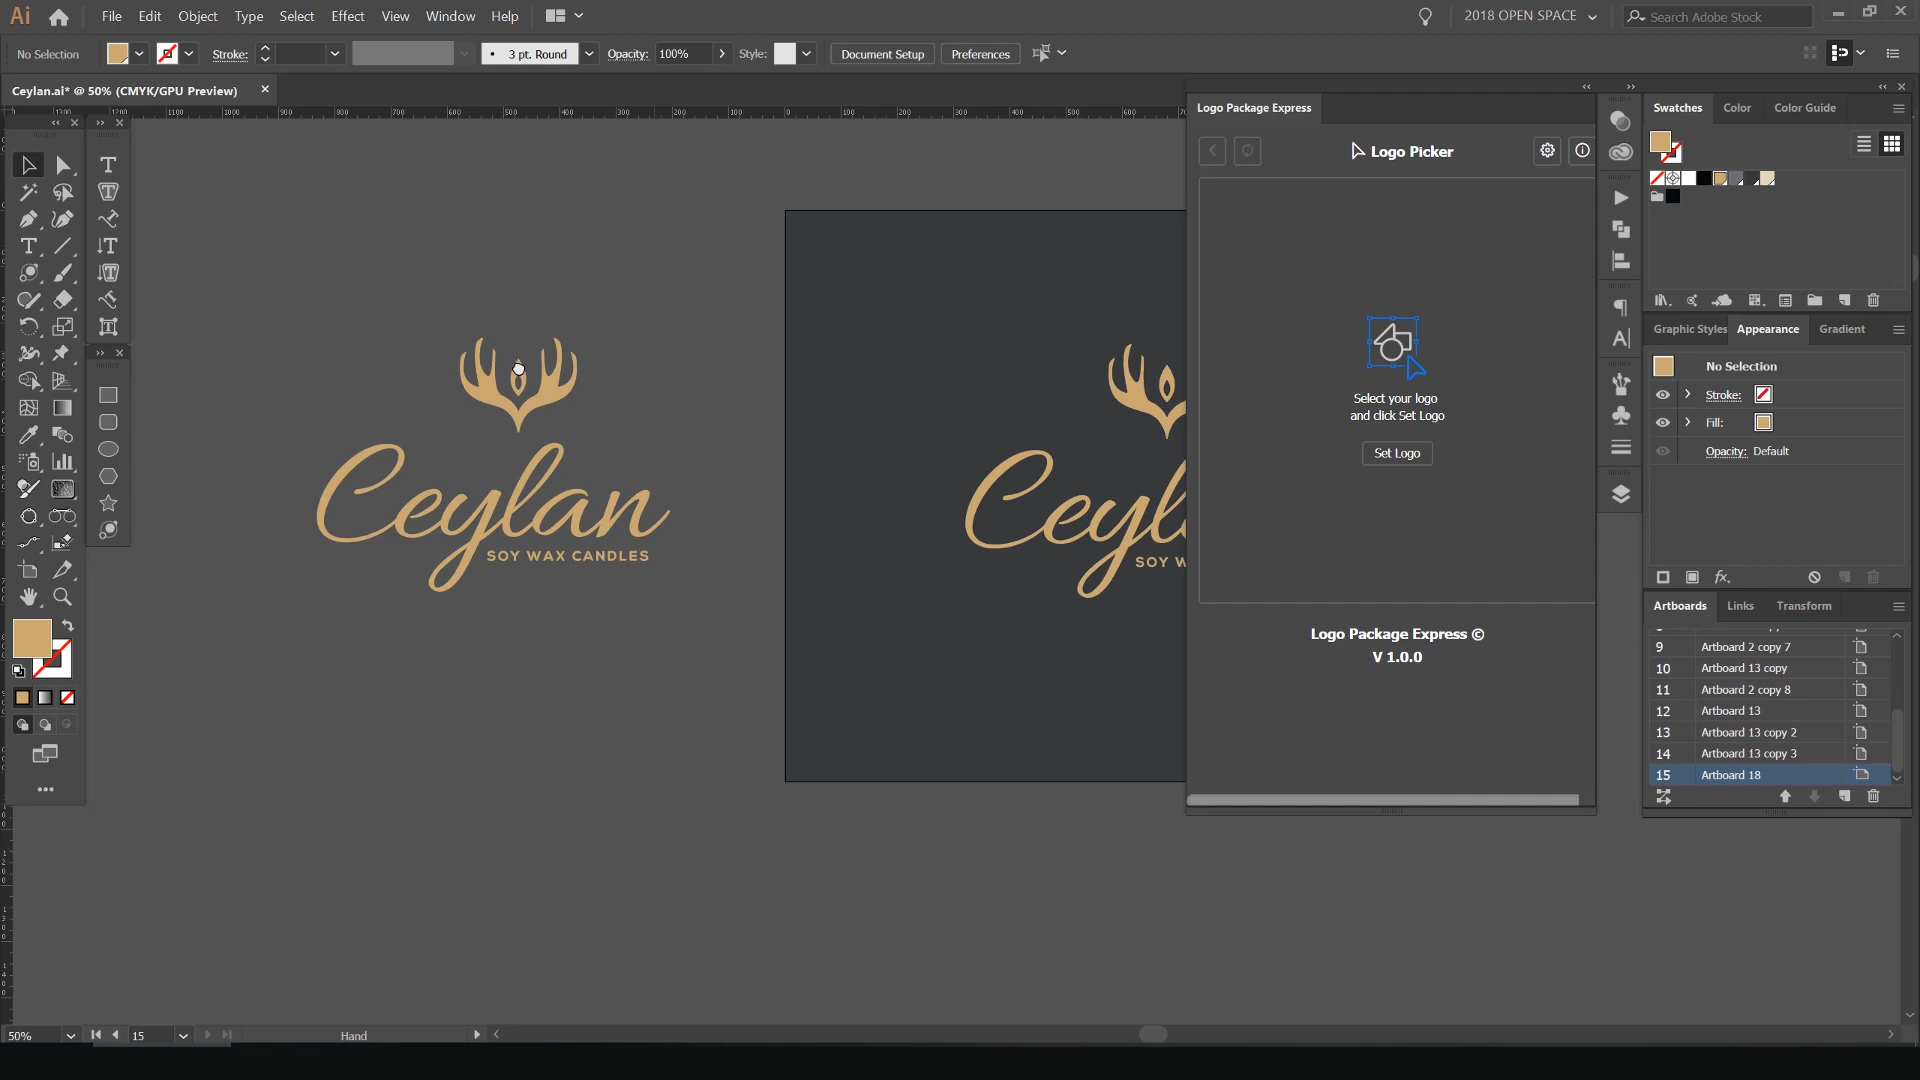 Ai File Edit Object Type Select Effect View Window Help 2018 OPEN SPACE Search Adobe Stock
No Selection Stroke: 3 pt. Round Opacity: 100% Style: Document Setup Preferences
Ceylan.ai* @ 50% (CMYK/GPU Preview)
Logo Package Express
Swatches Color Color Guide
Logo Picker
Select your logo
and click Set Logo
Set Logo
Logo Package Express ©
V 1.0.0
Ceylan
SOY WAX CANDLES
Ceyl
SOY W
Graphic Styles Appearance Gradient
No Selection
Stroke:
Fill:
Opacity: Default
Artboards Links Transform
9 Artboard 2 copy 7
10 Artboard 13 copy
11 Artboard 2 copy 8
12 Artboard 13
13 Artboard 13 copy 2
14 Artboard 13 copy 3
15 Artboard 18
50% 15 Hand